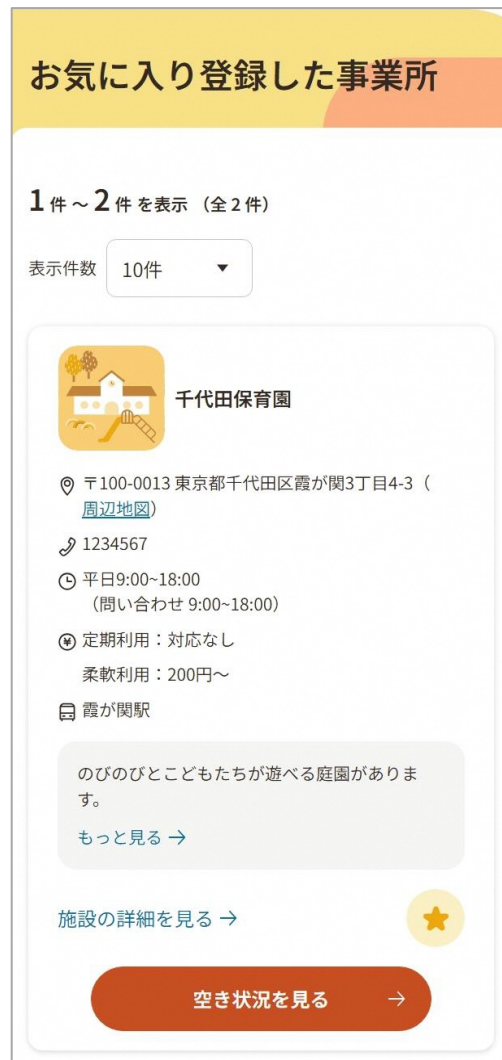 お気に入り登録した事業所
1件～2件を表示（全2件）
表示件数 10件
千代田保育園
〒100-0013 東京都千代田区霞が関3丁目4-3（
周辺地図）
1234567
平日9:00~18:00
（問い合わせ 9:00~18:00）
定期利用：対応なし
柔軟利用：200円～
霞が関駅
のびのびとこどもたちが遊べる庭園がありま
す。
もっと見る →
施設の詳細を見る →
空き状況を見る →